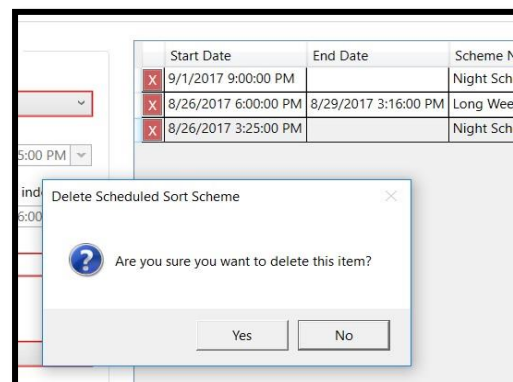 Start Date End Date Scheme N
X 9/1/2017 9:00:00 PM Night Sch
X 8/26/2017 6:00:00 PM 8/29/2017 3:16:00 PM Long Wee
X 8/26/2017 3:25:00 PM Night Sch
5:00 PM
ind
6:00
Delete Scheduled Sort Scheme
Are you sure you want to delete this item?
Yes No